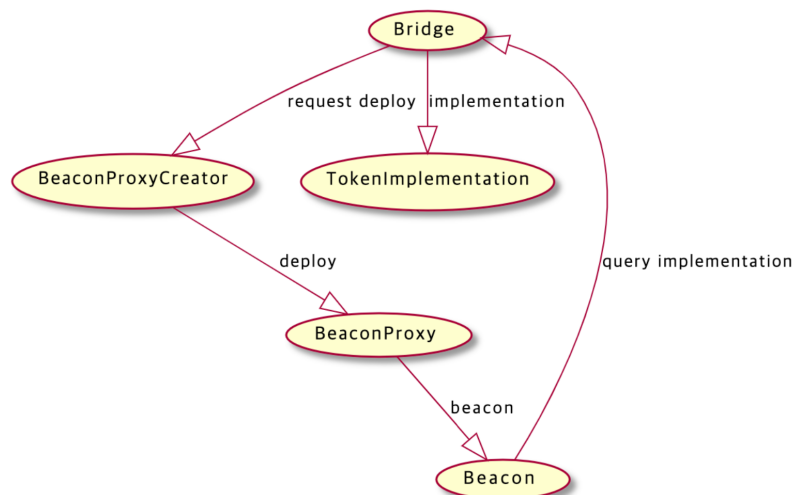 Bridge
request deploy
implementation
BeaconProxyCreator
TokenImplementation
deploy
query implementation
BeaconProxy
beacon
Beacon